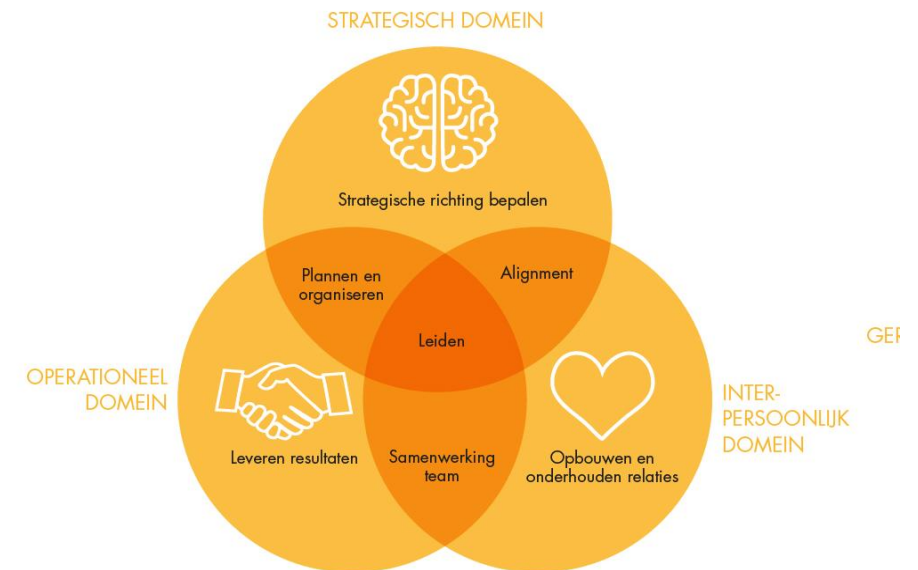 STRATEGISCH DOMEIN
Strategische richting bepalen
Plannen en
organiseren
Alignment
Leiden
OPERATIONEEL
DOMEIN
INTER-
PERSOONLIJK
DOMEIN
Leveren resultaten
Samenwerking
team
Opbouwen en
onderhouden relaties